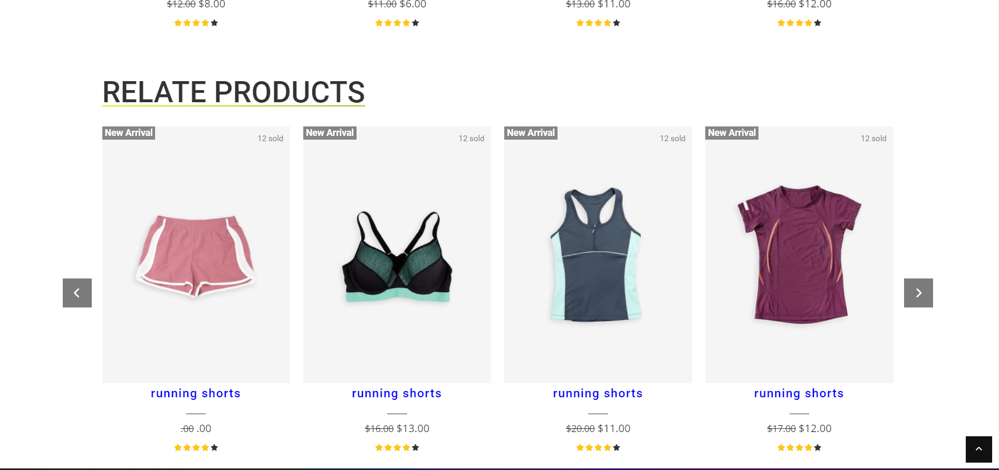 $12.00 $8.00
$11.00 $6.00
$13.00 $11.00
$16.00 $12.00
RELATE PRODUCTS
New Arrival
12 sold
New Arrival
12 sold
New Arrival
12 sold
New Arrival
12 sold
running shorts
running shorts
running shorts
running shorts
.00 .00
$16.00 $13.00
$20.00 $11.00
$17.00 $12.00